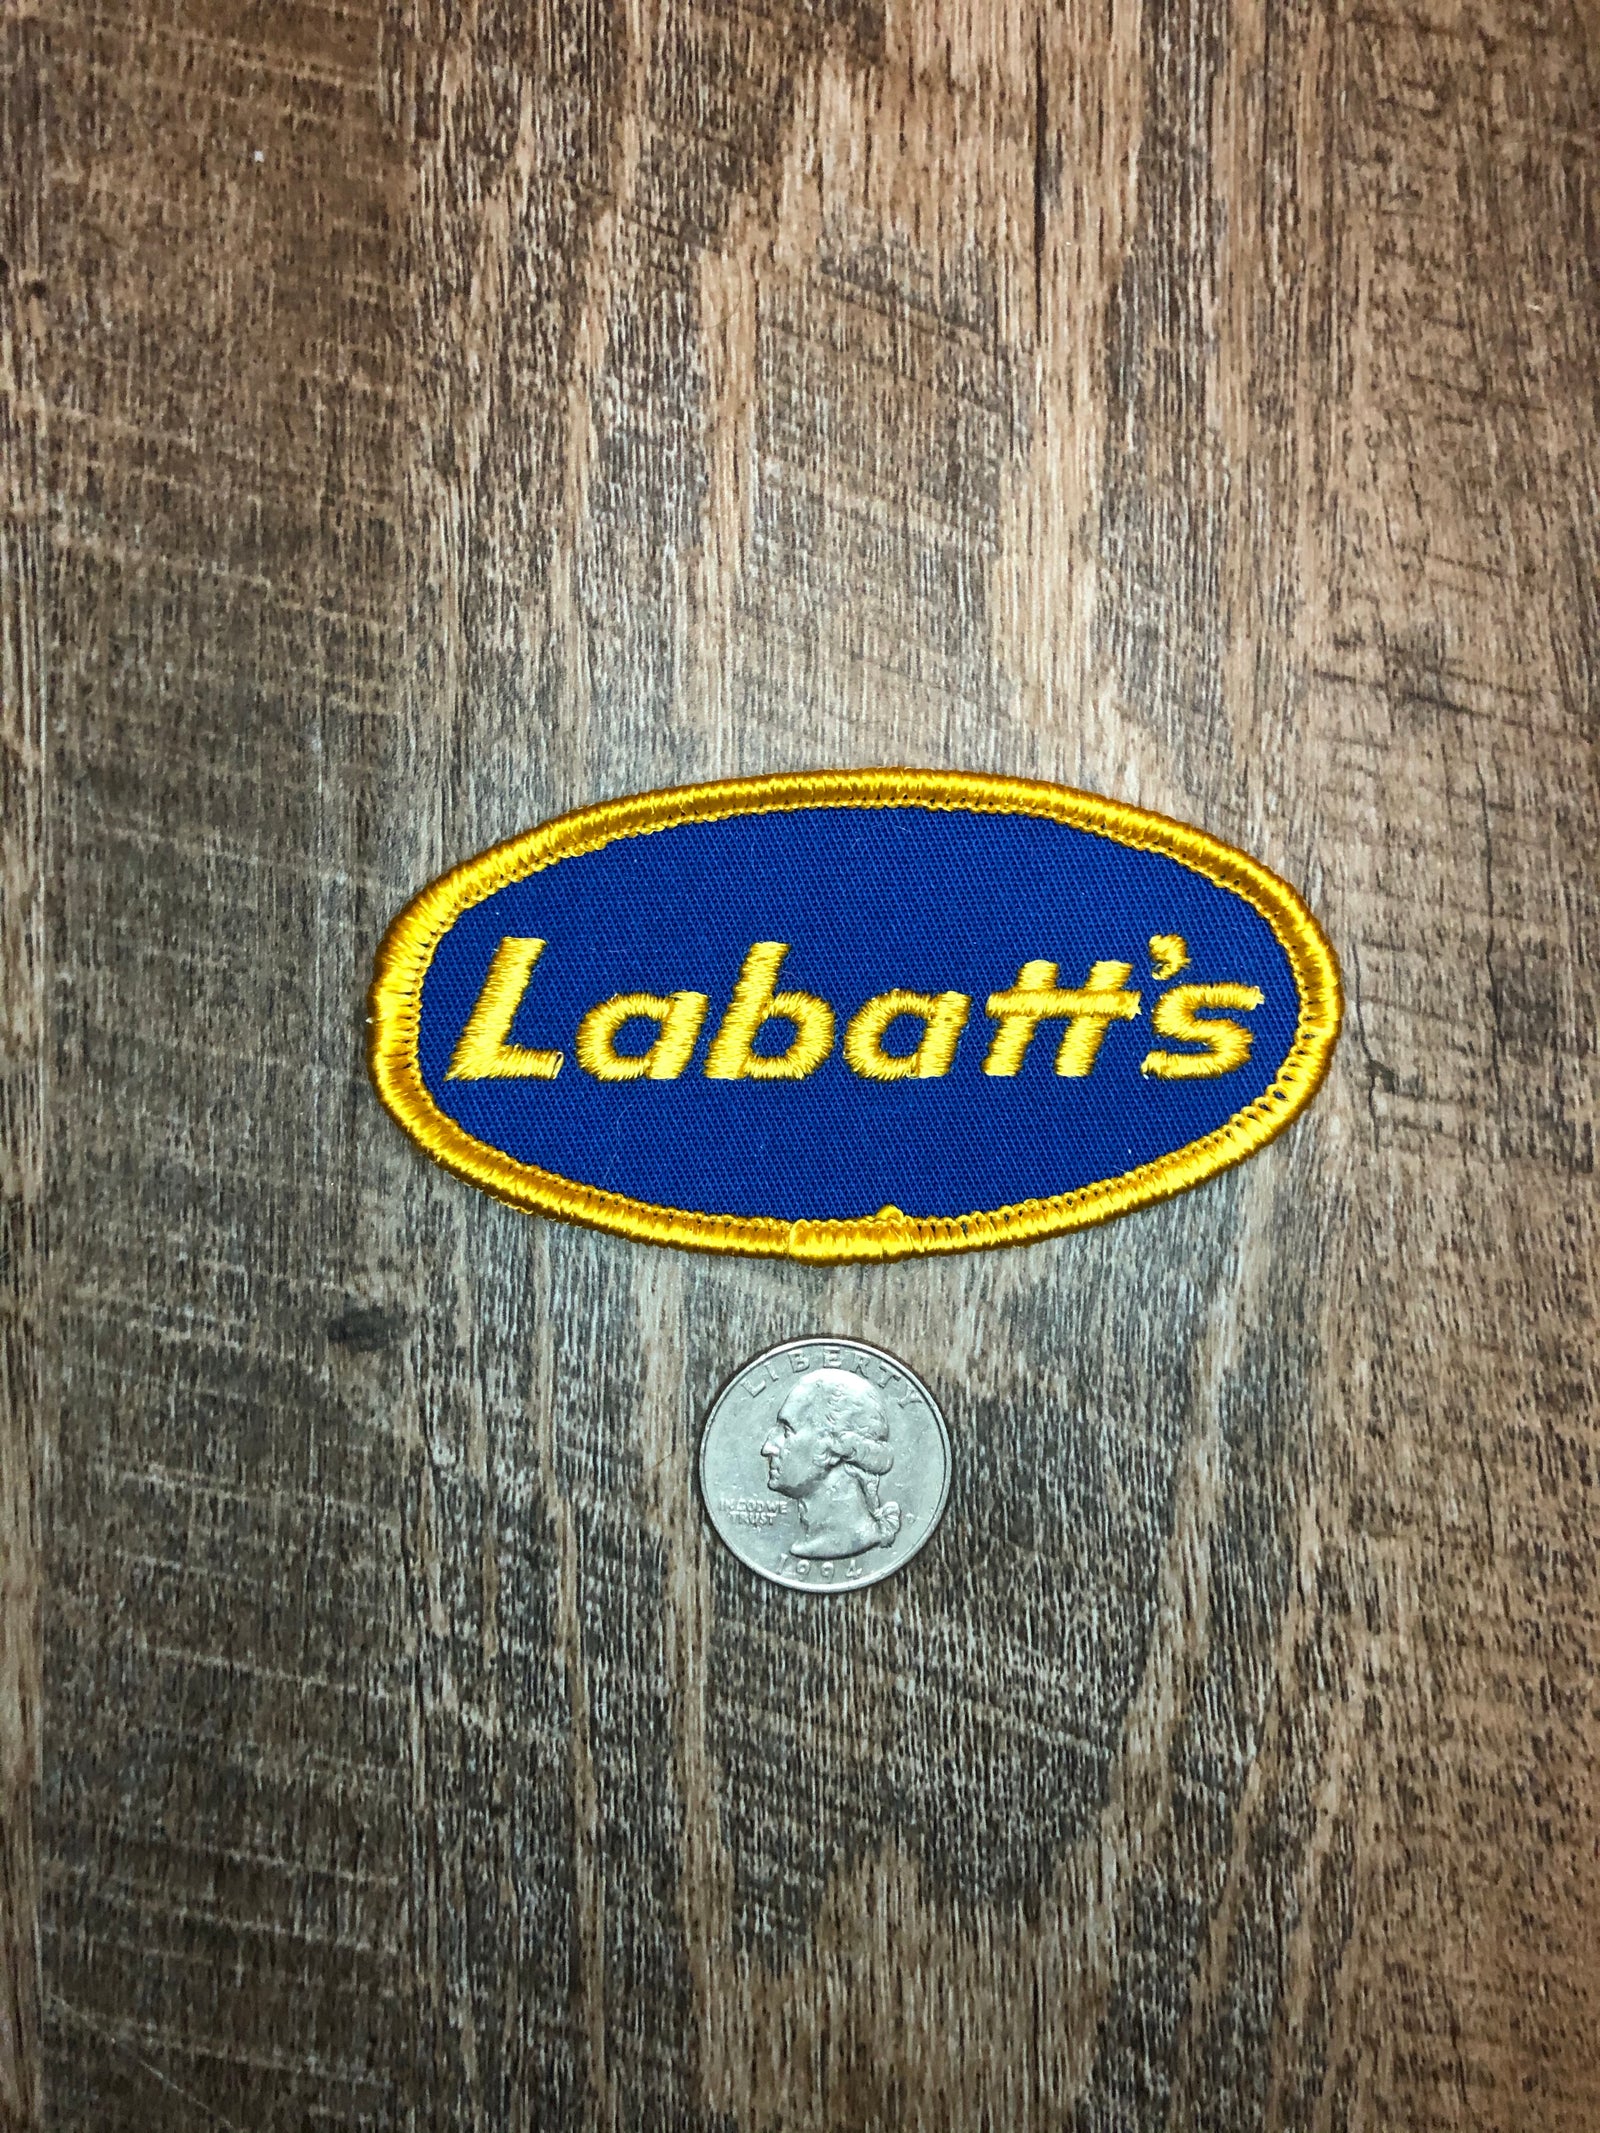 Labatt's
LIBERTY
IN GOD WE
TRUST
D
1994